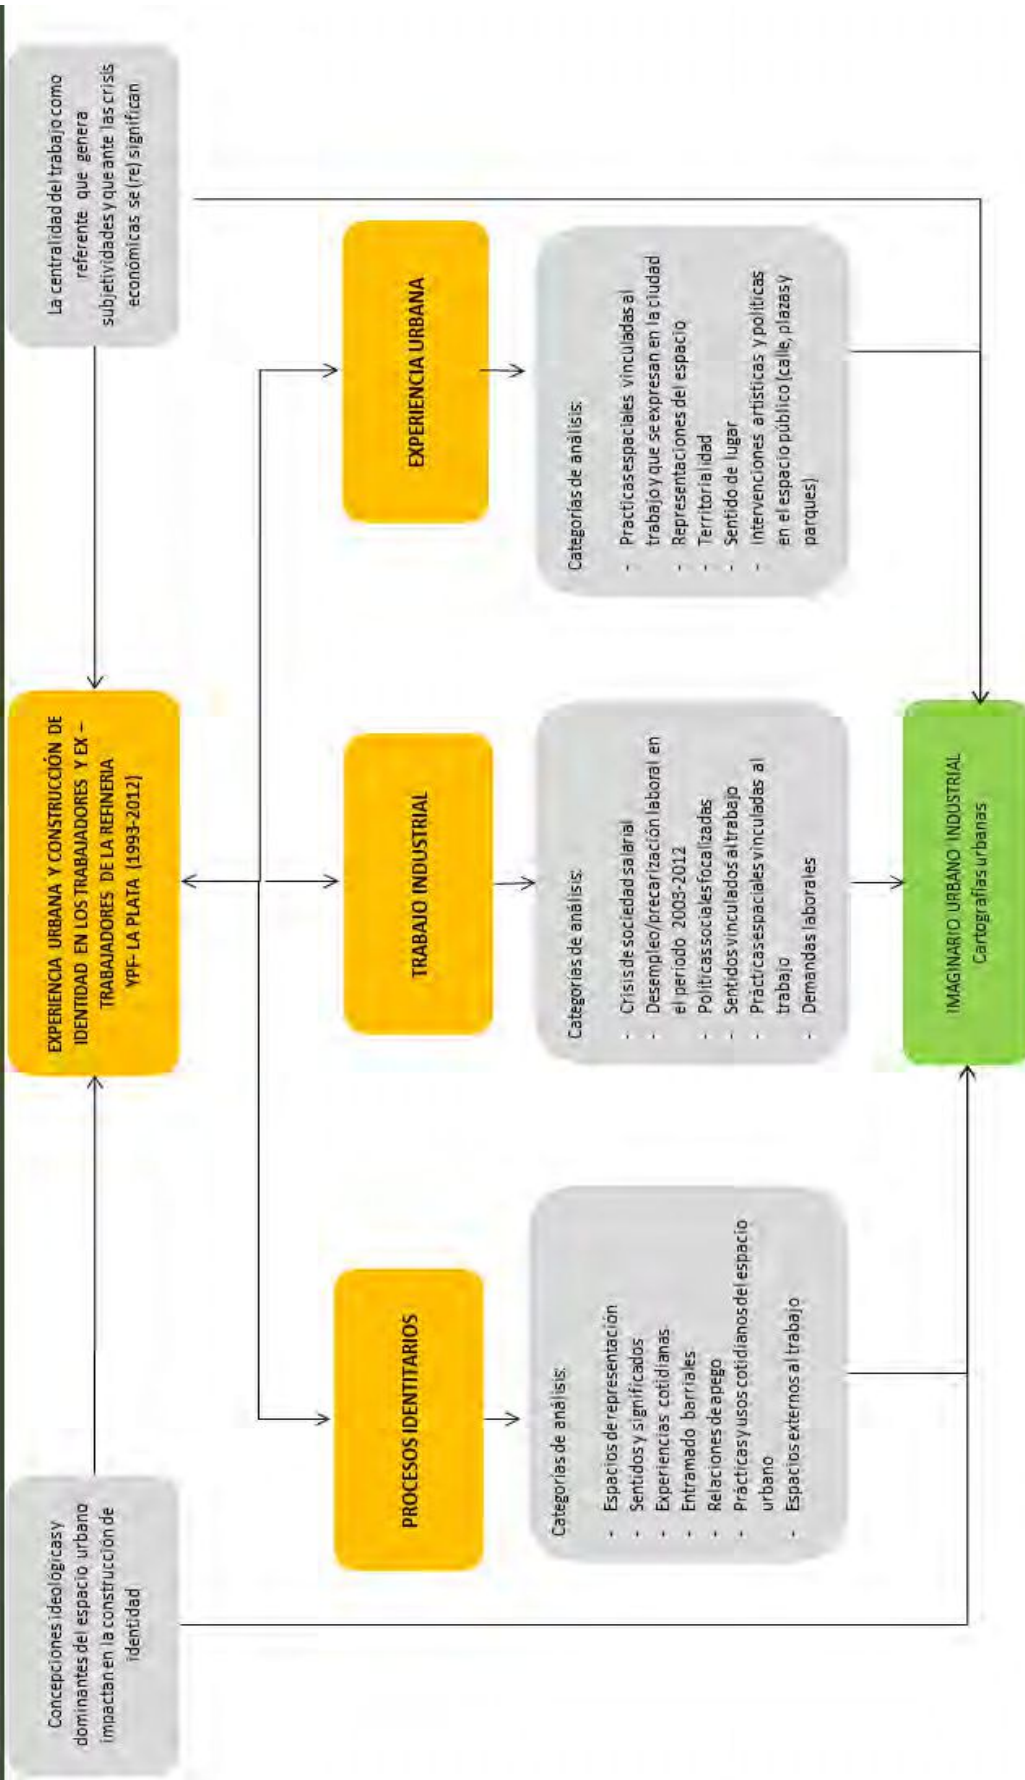 Concepciones ideológicas y
dominantes del espacio urbano
impactan en la construcción de
identidad
EXPERIENCIA URBANA Y CONSTRUCCIÓN DE
IDENTIDAD EN LOS TRABAJADORES Y EX –
TRABAJADORES DE LA REFINERIA
YPF- LA PLATA (1993-2012)
La centralidad del trabajo como
referente que genera
subjetividades y que ante las crisis
económicas se (re) significan
PROCESOS IDENTITARIOS
Categorías de análisis:
- Espacios de representación
- Sentidos y significados
- Experiencias cotidianas
- Entramado barriales
- Relaciones de apego
- Prácticas y usos cotidianos del espacio
urbano
- Espacios externos al trabajo
TRABAJO INDUSTRIAL
Categorías de análisis:
- Crisis de sociedad salarial
- Desempleo/precarización laboral en
el periodo 2003-2012
- Políticas sociales focalizadas
- Sentidos vinculados al trabajo
- Prácticas espaciales vinculadas al
trabajo
- Demandas laborales
EXPERIENCIA URBANA
Categorías de análisis:
- Practicas espaciales vinculadas al
trabajo y que se expresan en la ciudad
- Representaciones del espacio
- Territorialidad
- Sentido de lugar
- Intervenciones artísticas y políticas
en el espacio público (calle, plazas y
parques)
IMAGINARIO URBANO INDUSTRIAL
Cartografías urbanas